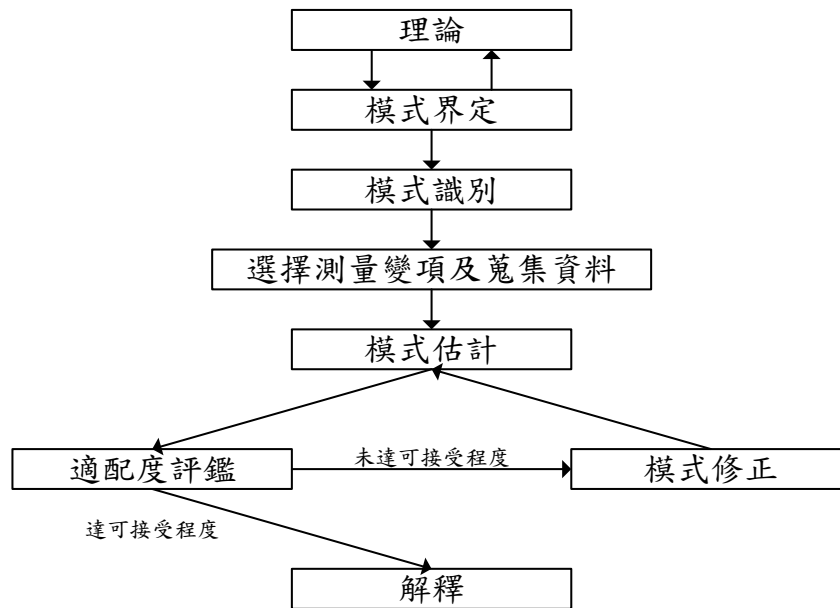 理論
模式界定
模式識別
選擇測量變項及蒐集資料
模式估計
適配度評鑑
未達可接受程度
模式修正
達可接受程度
解釋